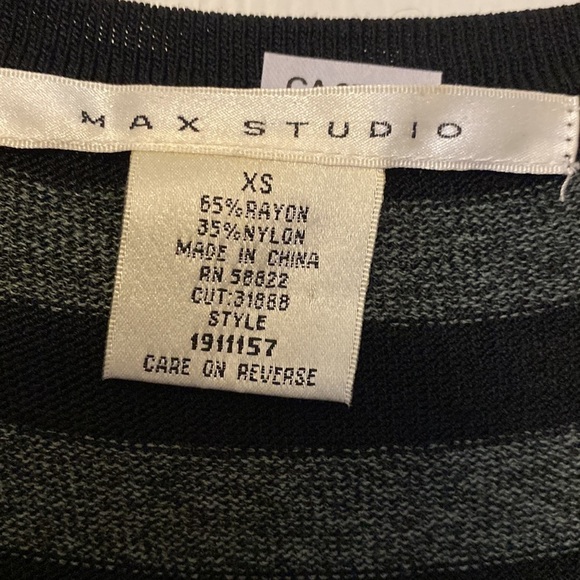 MAX STUDIO
XS
65%RAYON
35%NYLON
MADE IN CHINA
RN 58822
CUT:31888
STYLE
1911157
CARE ON REVERSE